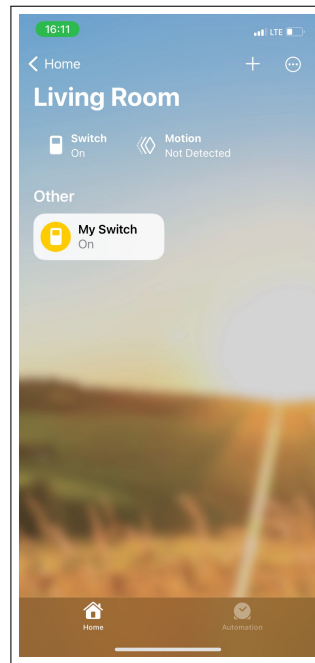 16:11
LTE
Home
Living Room
Switch
On
Motion
Not Detected
Other
My Switch
On
Home
Automation